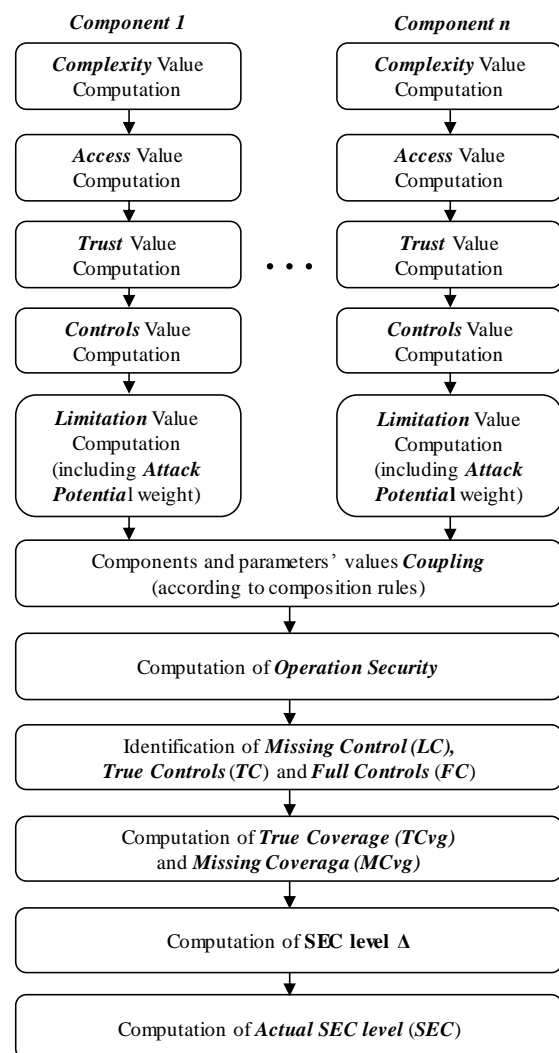 Component 1
Complexity Value
Computation
Access Value
Computation
Trust Value
Computation
Controls Value
Computation
Limitation Value
Computation
(including Attack
Potential weight)
. . .
Component n
Complexity Value
Computation
Access Value
Computation
Trust Value
Computation
Controls Value
Computation
Limitation Value
Computation
(including Attack
Potential weight)
Components and parameters’ values Coupling
(according to composition rules)
Computation of Operation Security
Identification of Missing Control (LC),
True Controls (TC) and Full Controls (FC)
Computation of True Coverage (TCvg)
and Missing Coveraga (MCvg)
Computation of SEC level Δ
Computation of Actual SEC level (SEC)